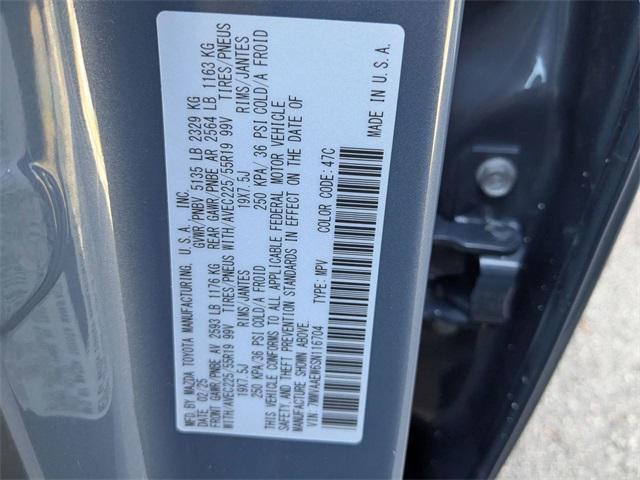 MFD.BY MAZDA TOYOTA MANUFACTURING, U.S.A. INC.
DATE: 02/25 GVWR/PNBV 5135 LB 2329 KG
FRONT GAWR/PNBE AV 2593 LB 1176 KG REAR GAWR/PNBE AR 2564 LB 1163 KG
WITH/AVEC225/55R19 99V TIRES/PNEUS WITH/AVEC225/55R19 99V TIRES/PNEUS
19X7.5J RIMS/JANTES 19X7.5J RIMS/JANTES
250 KPA/36 PSI COLD/A FROID 250 KPA/36 PSI COLD/A FROID
THIS VEHICLE CONFORMS TO ALL APPLICABLE FEDERAL MOTOR VEHICLE
SAFETY AND THEFT PREVENTION STANDARDS IN EFFECT ON THE DATE OF
MANUFACTURE SHOWN ABOVE.
VIN: 7MMVAAEW6SN116704 TYPE: MPV COLOR CODE: 47C
MADE IN U.S.A.